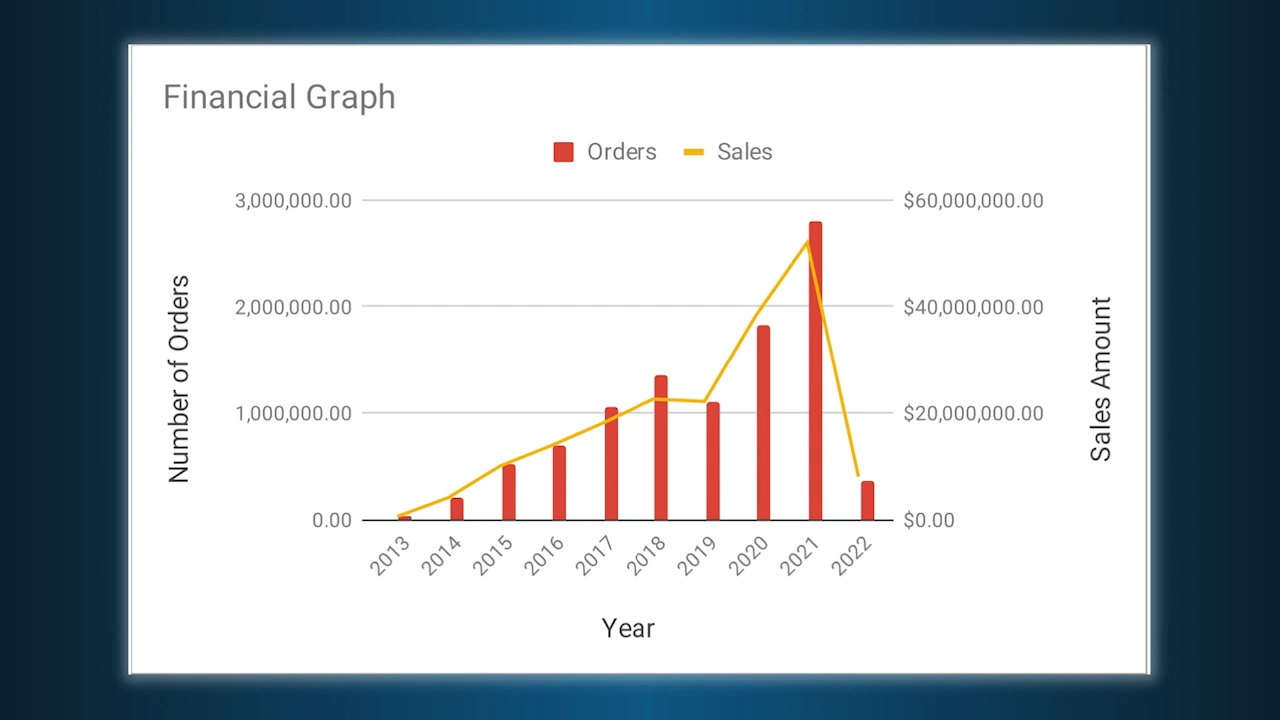 Financial Graph
Orders Sales
3,000,000.00
2,000,000.00
1,000,000.00
0.00
$60,000,000.00
$40,000,000.00
$20,000,000.00
$0.00
Number of Orders
Sales Amount
2013 2014 2015 2016 2017 2018 2019 2020 2021 2022
Year